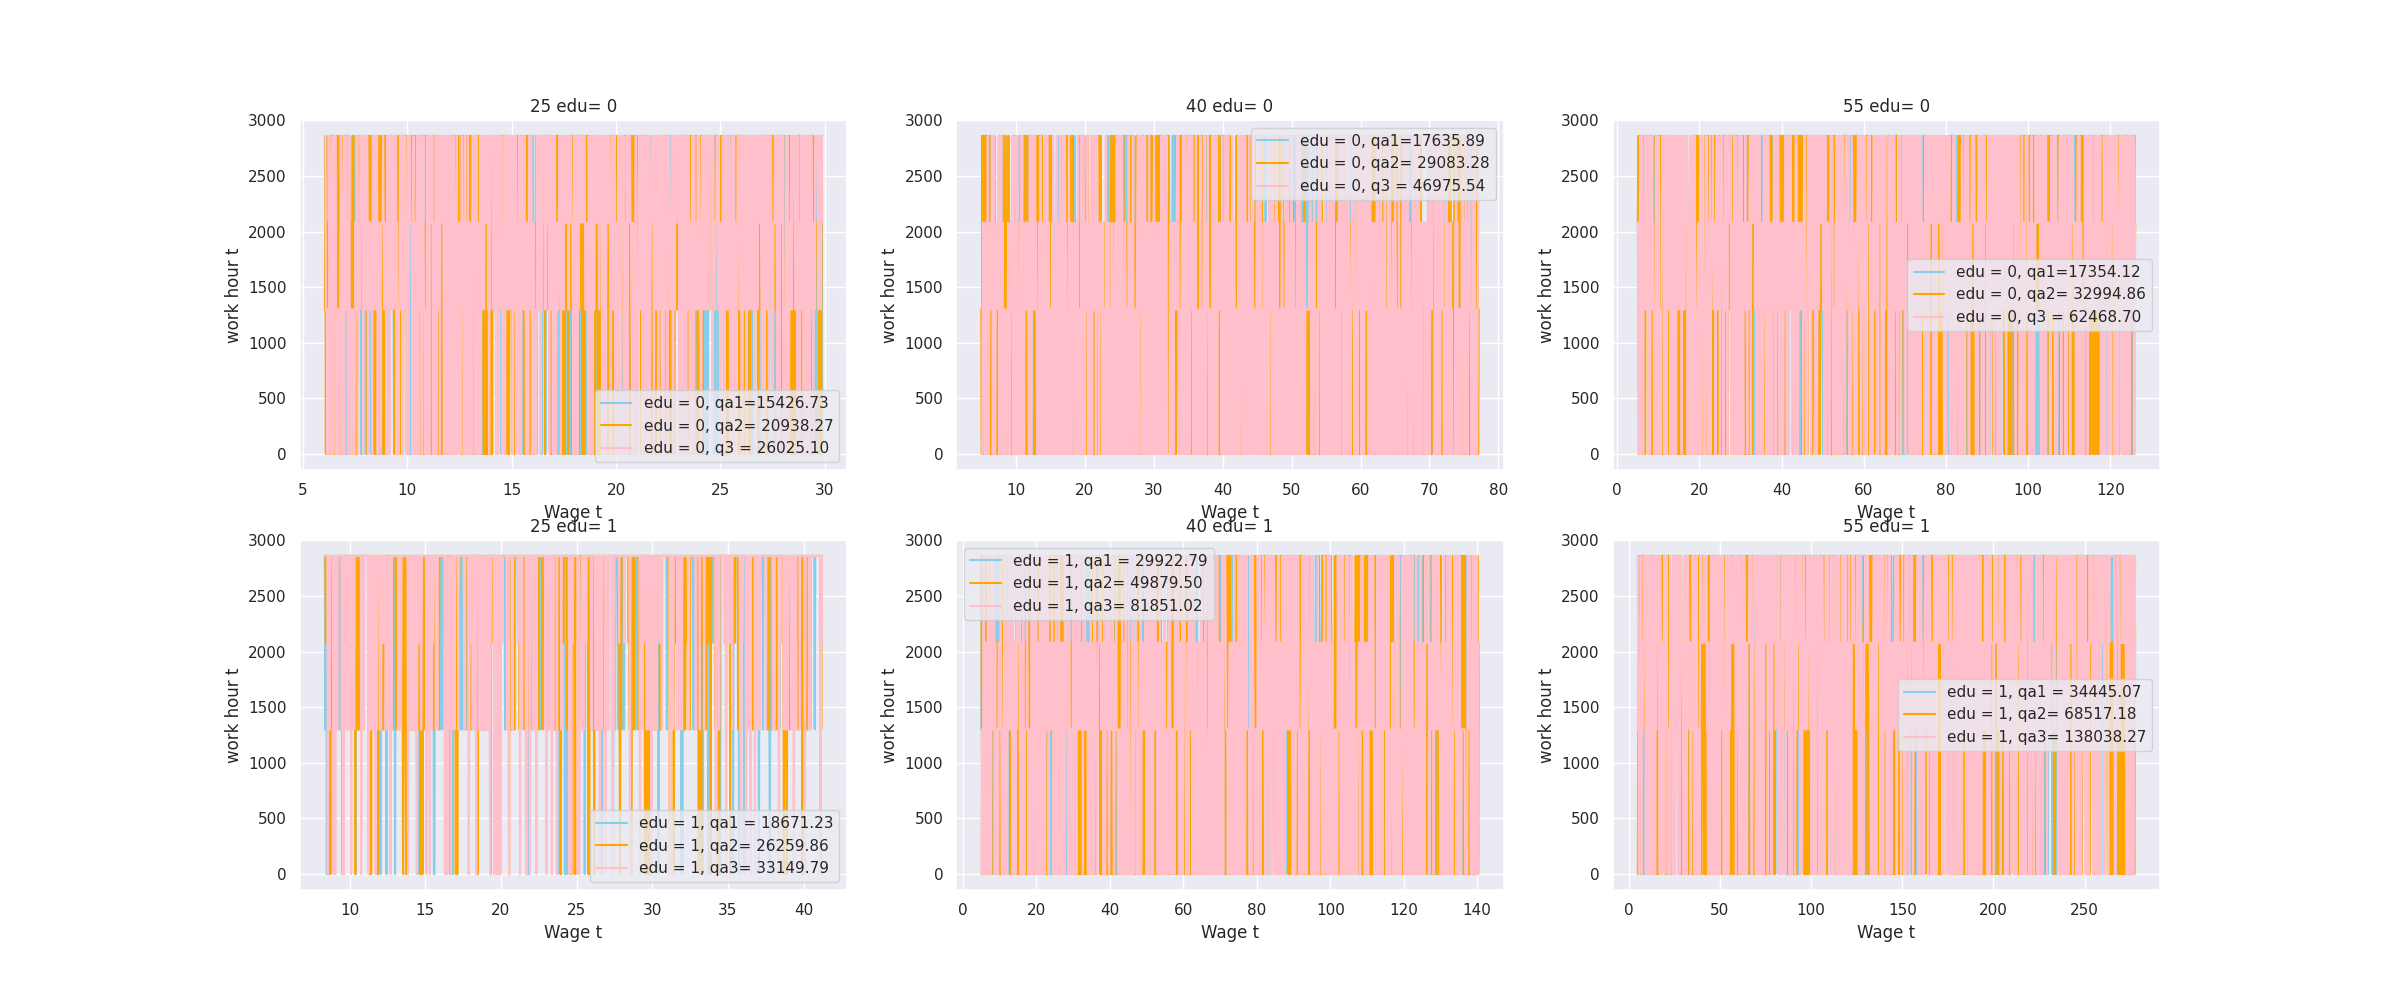 25 edu= 0
3000
2500
2000
1500
1000
500
0
work hour t
edu = 0, qa1=15426.73
edu = 0, qa2= 20938.27
edu = 0, q3 = 26025.10
5 10 15 20 25 30
Wage t
40 edu= 0
3000
2500
2000
1500
1000
500
0
work hour t
edu = 0, qa1=17635.89
edu = 0, qa2= 29083.28
edu = 0, q3 = 46975.54
10 20 30 40 50 60 70 80
Wage t
55 edu= 0
3000
2500
2000
1500
1000
500
0
work hour t
edu = 0, qa1=17354.12
edu = 0, qa2= 32994.86
edu = 0, q3 = 62468.70
0 20 40 60 80 100 120
Wage t
25 edu= 1
3000
2500
2000
1500
1000
500
0
work hour t
edu = 1, qa1 = 18671.23
edu = 1, qa2= 26259.86
edu = 1, qa3= 33149.79
10 15 20 25 30 35 40
Wage t
40 edu= 1
3000
2500
2000
1500
1000
500
0
work hour t
edu = 1, qa1 = 29922.79
edu = 1, qa2= 49879.50
edu = 1, qa3= 81851.02
0 20 40 60 80 100 120 140
Wage t
55 edu= 1
3000
2500
2000
1500
1000
500
0
work hour t
edu = 1, qa1 = 34445.07
edu = 1, qa2= 68517.18
edu = 1, qa3= 138038.27
0 50 100 150 200 250
Wage t